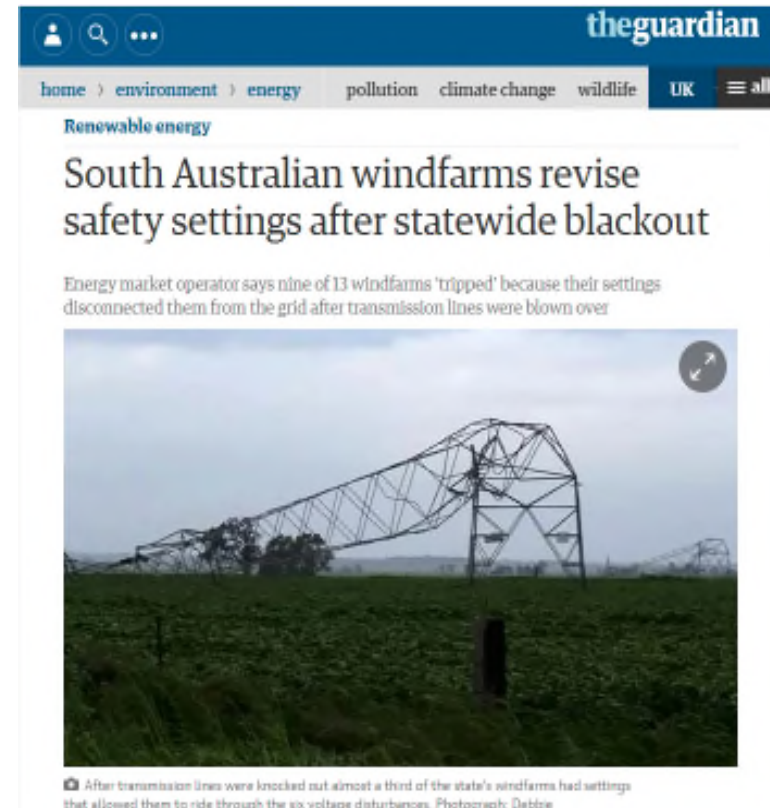 theguardian
home > environment > energy pollution climate change wildlife UK ≡ all
Renewable energy
South Australian windfarms revise
safety settings after statewide blackout
Energy market operator says nine of 13 windfarms 'tripped' because their settings
disconnected them from the grid after transmission lines were blown over
After transmission lines were knocked out almost a third of the state's windfarms had settings
that allowed them to ride through the six voltage disturbances. Photograph: Debbie